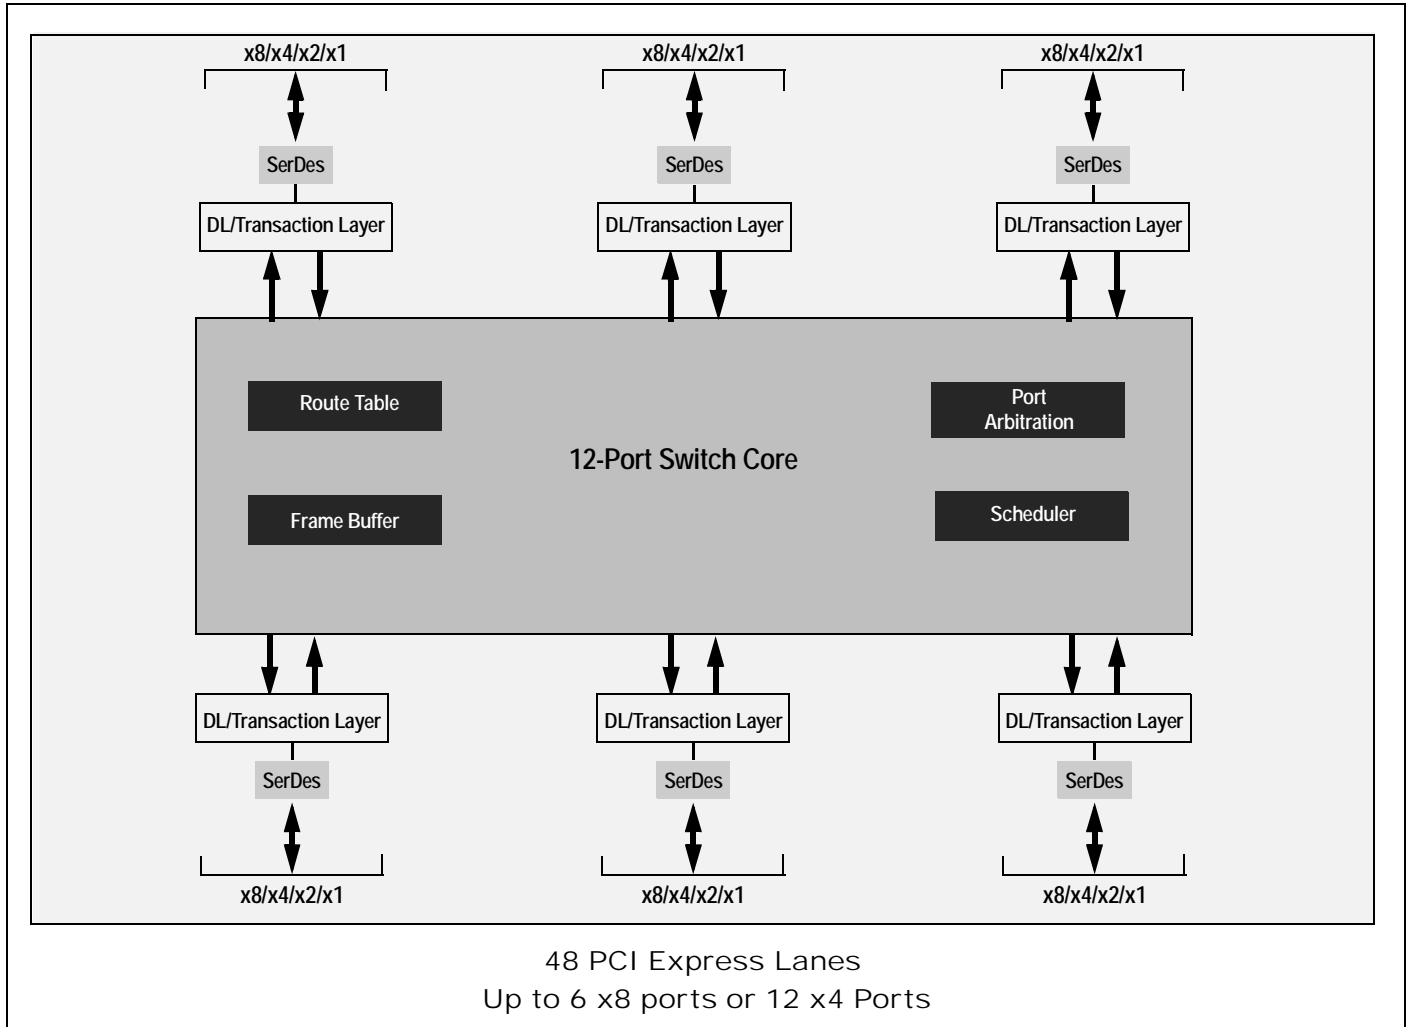 x8/x4/x2/x1
x8/x4/x2/x1
x8/x4/x2/x1
SerDes
SerDes
SerDes
DL/Transaction Layer
DL/Transaction Layer
DL/Transaction Layer
Route Table
Port
Arbitration
12-Port Switch Core
Frame Buffer
Scheduler
DL/Transaction Layer
DL/Transaction Layer
DL/Transaction Layer
SerDes
SerDes
SerDes
x8/x4/x2/x1
x8/x4/x2/x1
x8/x4/x2/x1
48 PCI Express Lanes
Up to 6 x8 ports or 12 x4 Ports